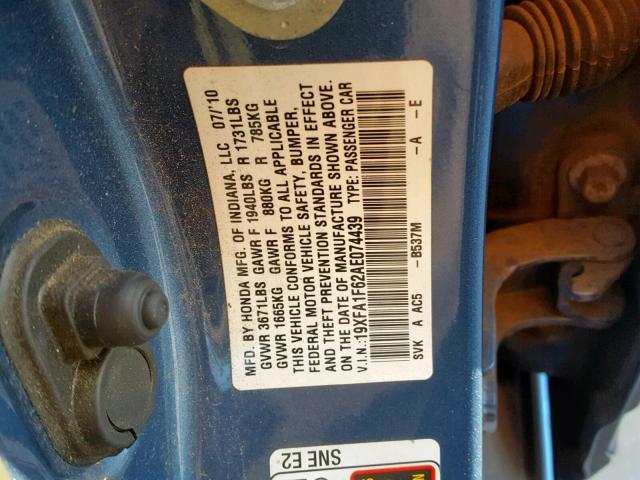 MFD. BY HONDA MFG. OF INDIANA, LLC 07/10
GVWR 3671LBS GAWR F 1940LBS R 1731LBS
GVWR 1665KG GAWR F 880KG R 785KG
THIS VEHICLE CONFORMS TO ALL APPLICABLE
FEDERAL MOTOR VEHICLE SAFETY, BUMPER,
AND THEFT PREVENTION STANDARDS IN EFFECT
ON THE DATE OF MANUFACTURE SHOWN ABOVE.
V.I.N.:19XFA1F62AE074439 TYPE: PASSENGER CAR
SVK A AC5 -B537M -A -E
SNE E2